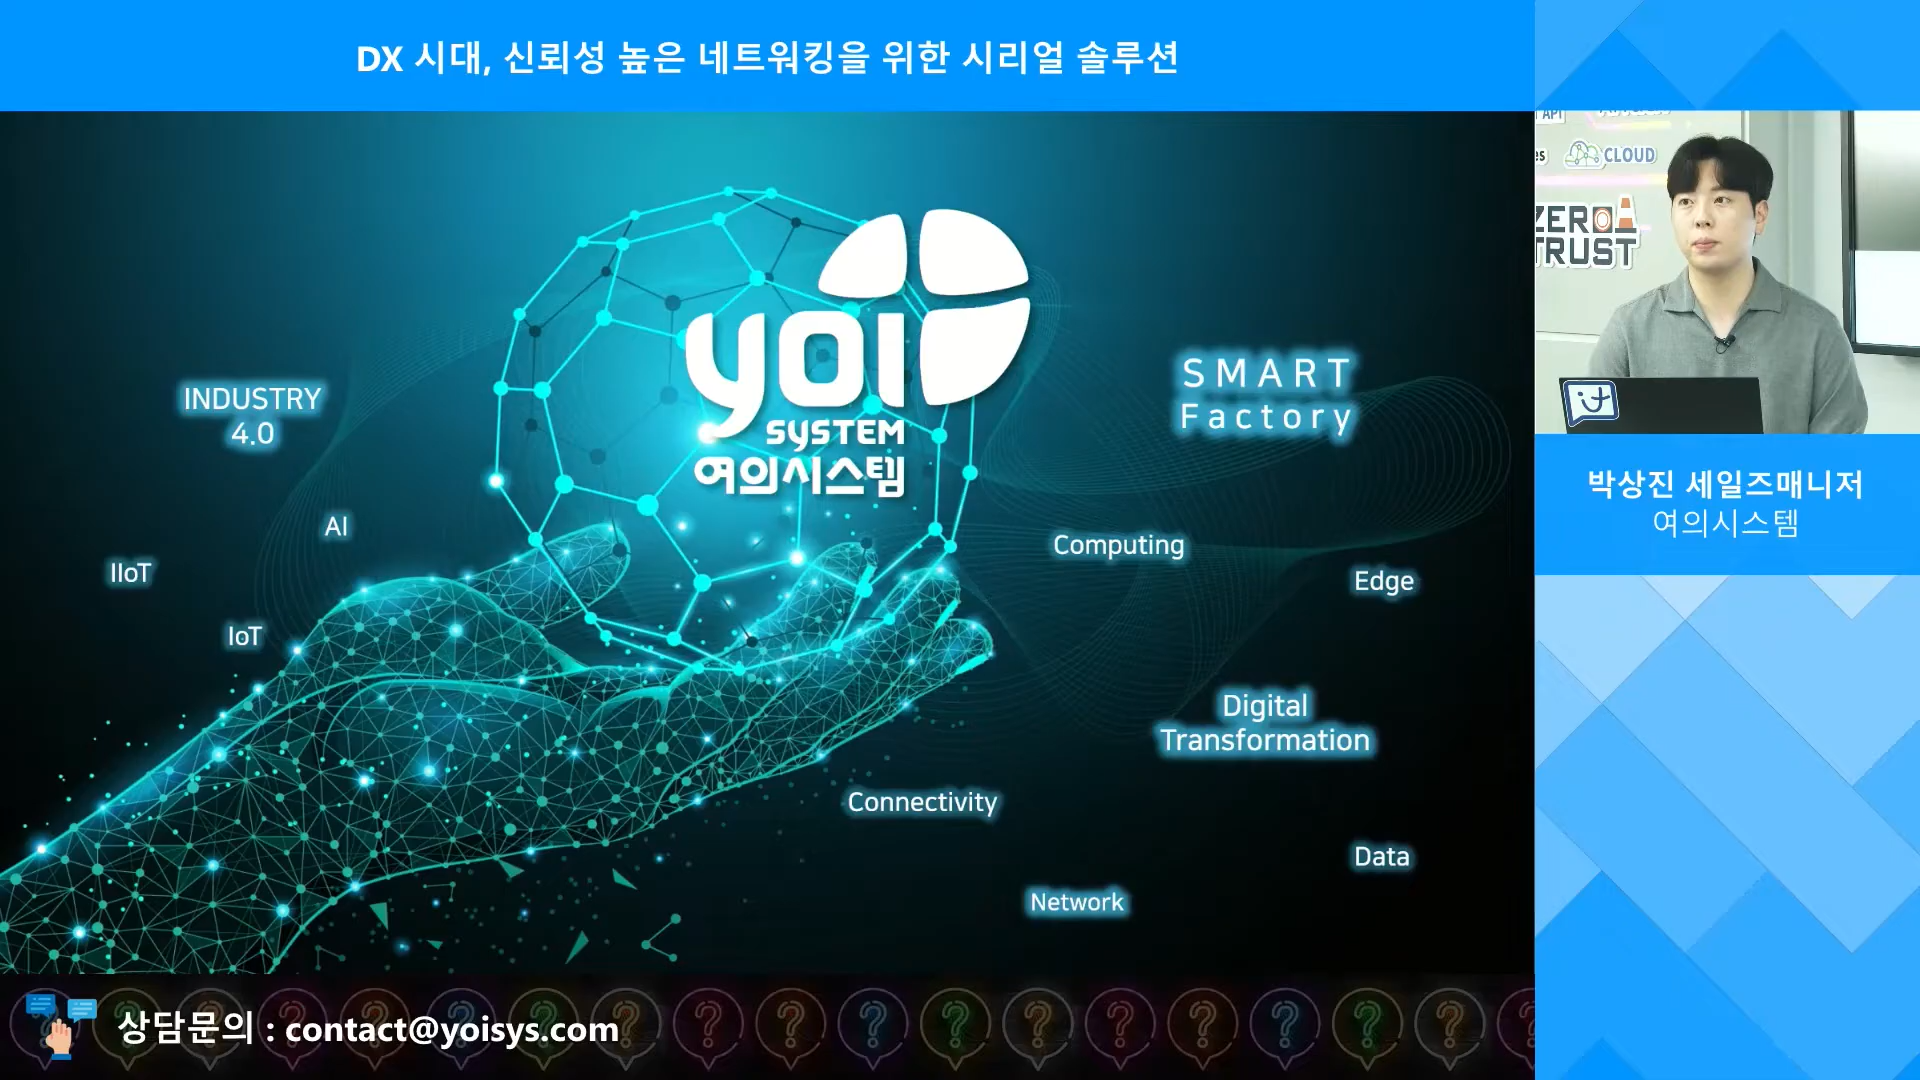 DX 시대, 신뢰성 높은 네트워킹을 위한 시리얼 솔루션
API
CLOUD
ZERO
TRUST
it
박상진 세일즈매니저
여의시스템
yoi
SYSTEM
여의시스템
INDUSTRY
4.0
SMART
Factory
AI
Computing
IIoT
Edge
IoT
Digital
Transformation
Connectivity
Data
Network
상담문의 : contact@yoisys.com